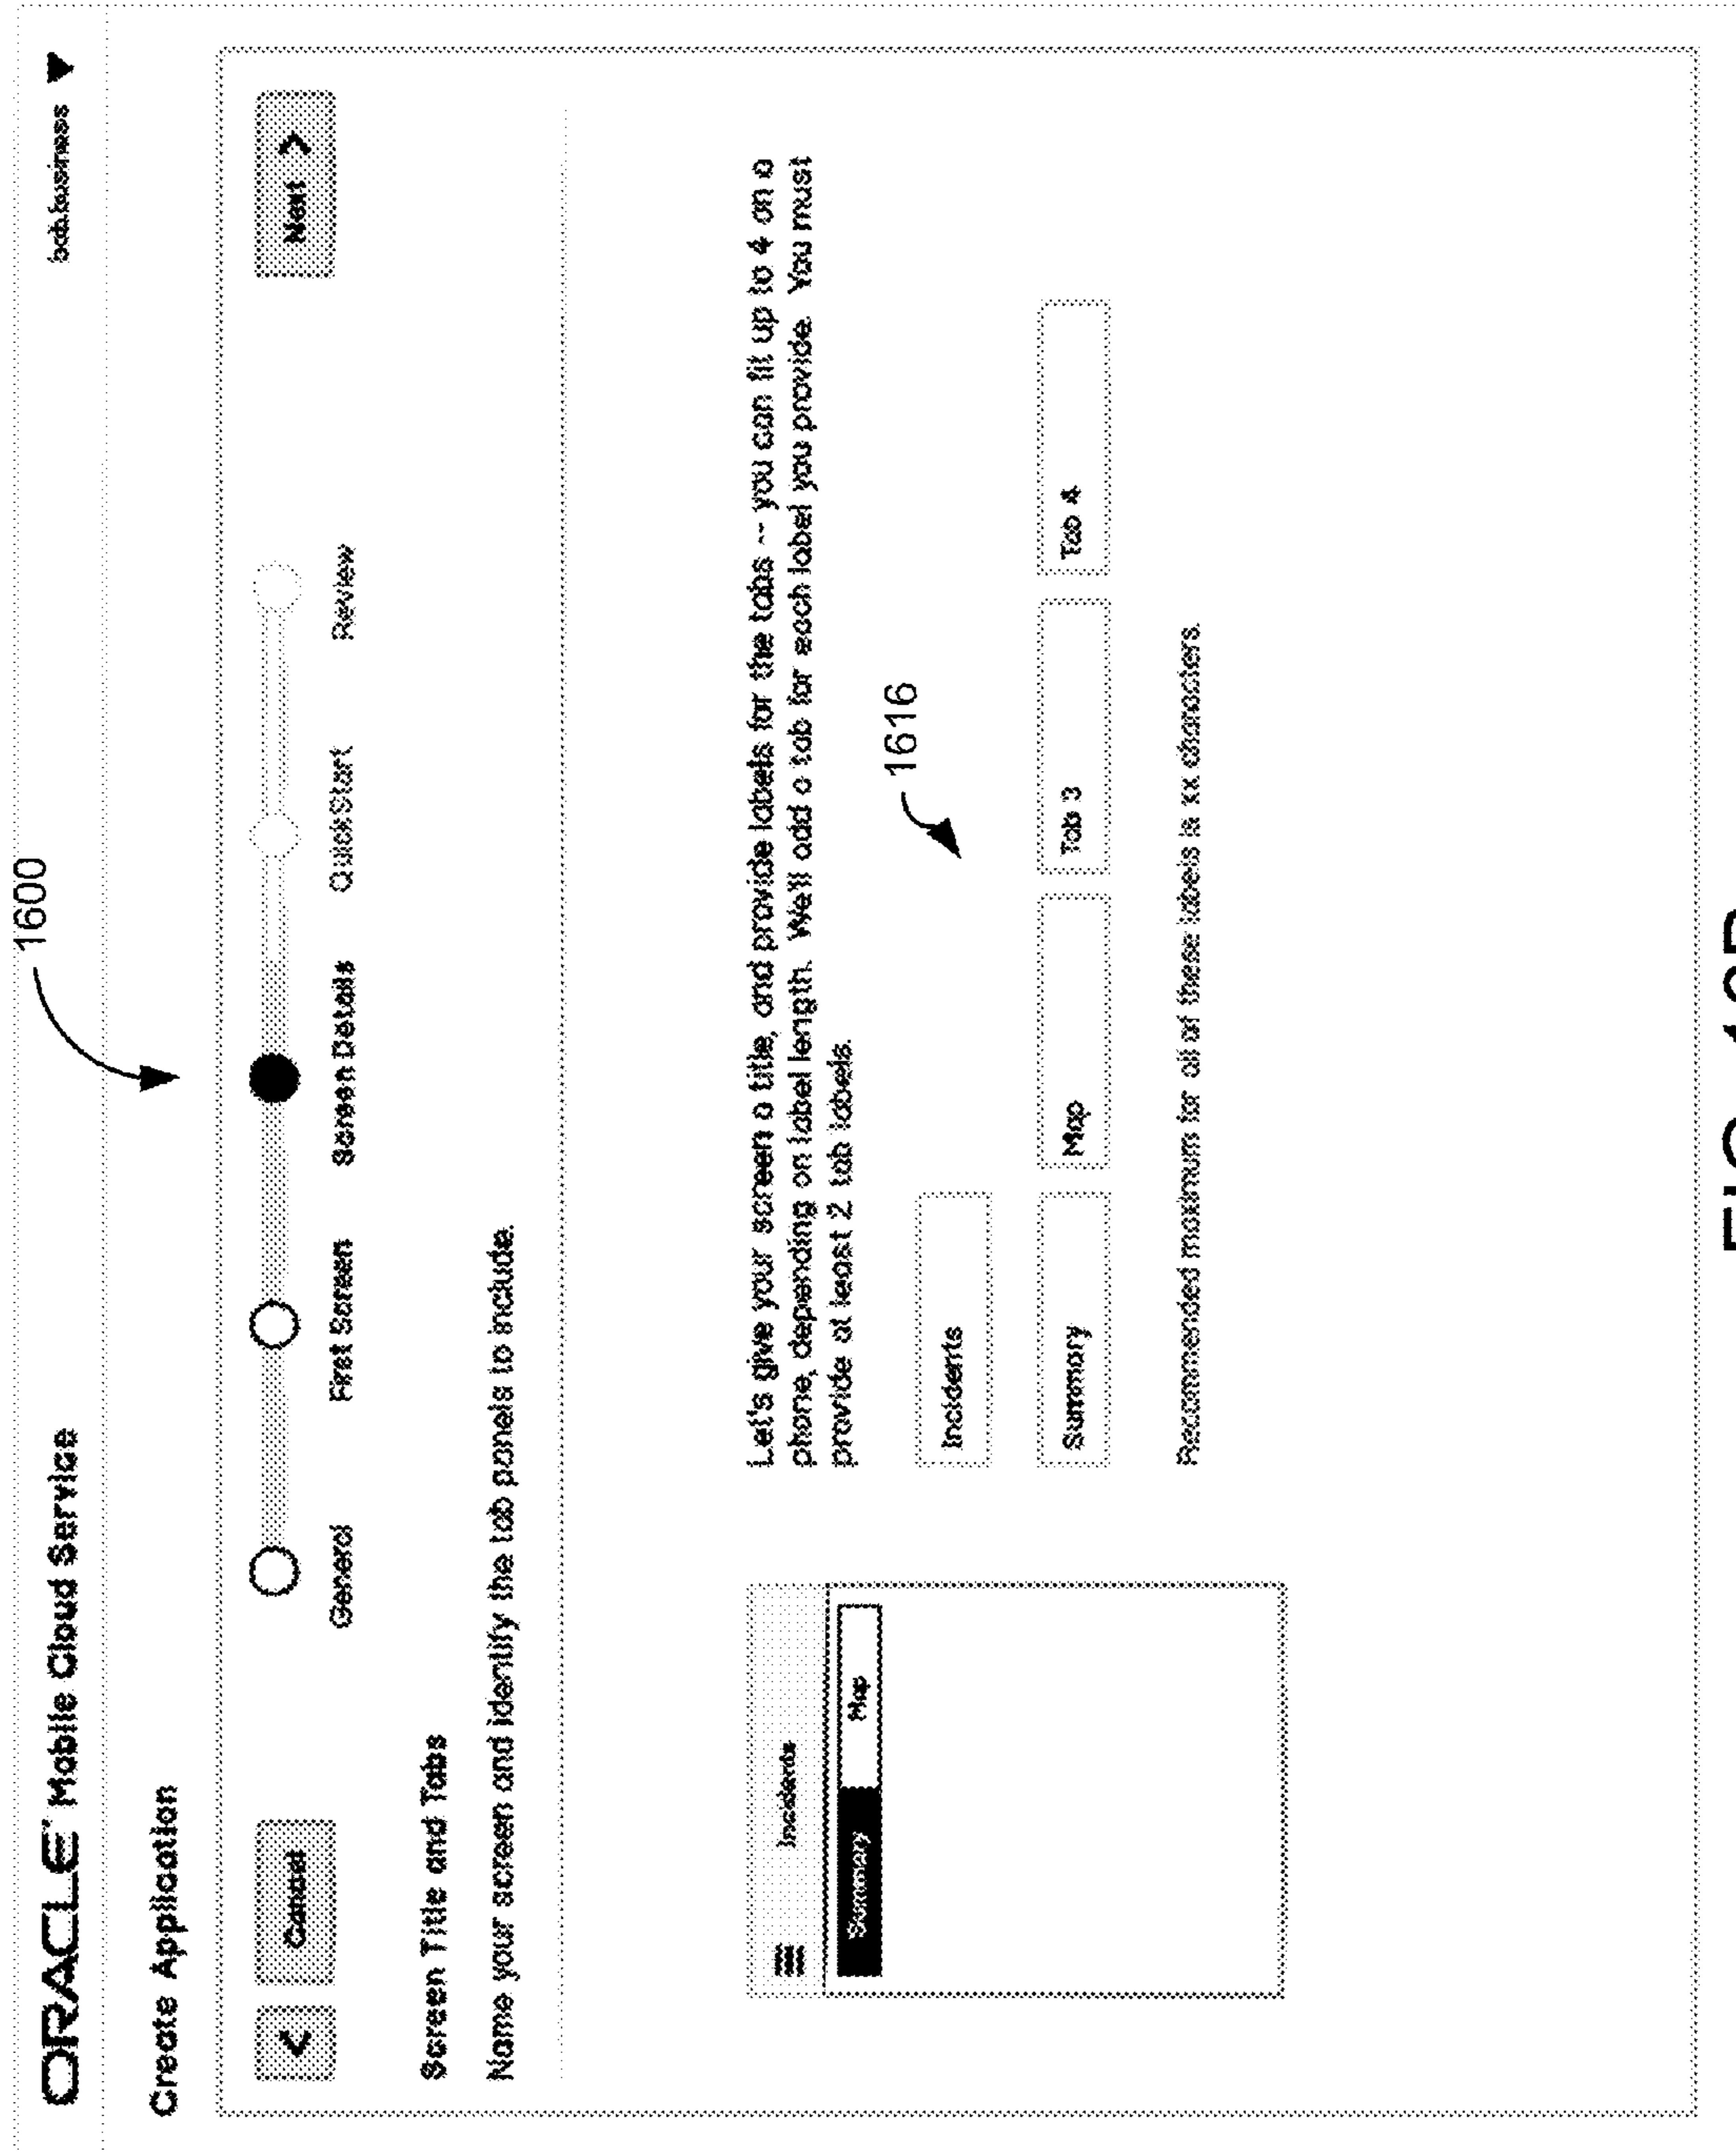 1600
ORACLE Mobile Cloud Service
bob.business
Create Application
Cancel
Next
General
First Screen
Screen Details
QuickStart
Review
Screen Title and Tabs
Name your screen and identify the tab panels to include.
Incidents
Summary
Map
Let's give your screen a title, and provide labels for the tabs -- you can fit up to 4 on a
phone, depending on label length. We'll add a tab for each label you provide. You must
provide at least 2 tab labels.
1616
Incidents
Summary
Map
Tab 3
Tab 4
Recommended maximum for all of these labels is xx characters.